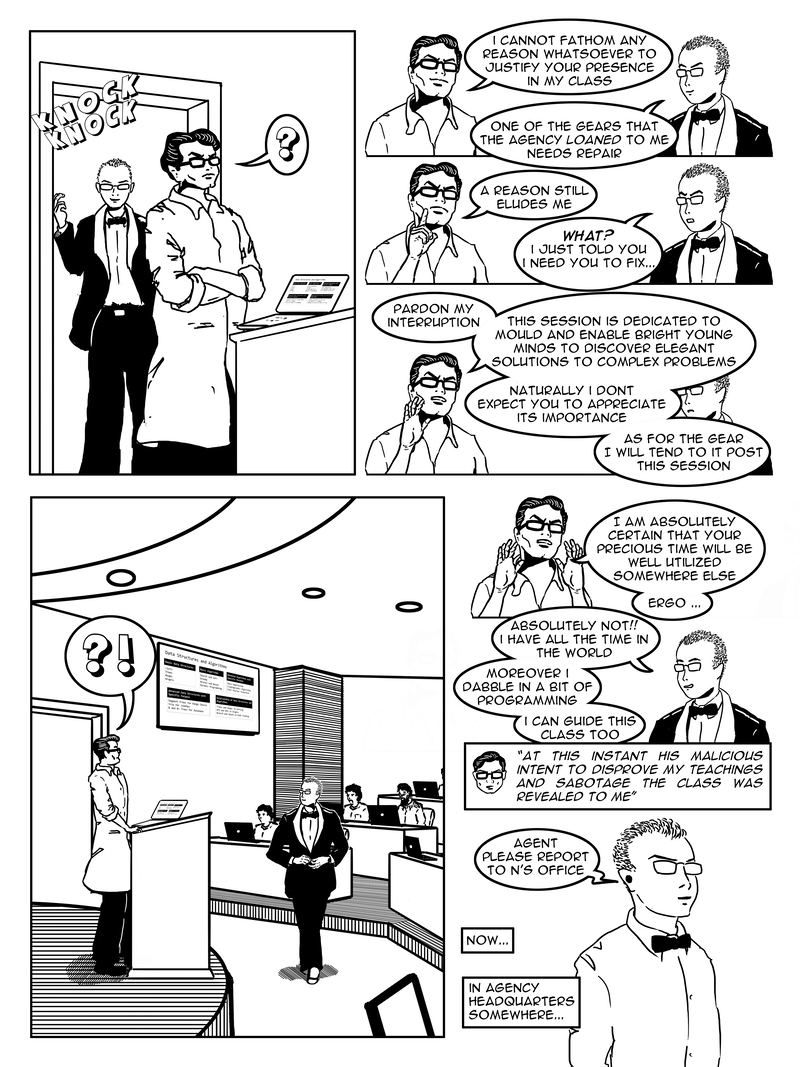 KNOCK
KNOCK
?
I CANNOT FATHOM ANY
REASON WHATSOEVER TO
JUSTIFY YOUR PRESENCE
IN MY CLASS
ONE OF THE GEARS THAT
THE AGENCY LOANED TO ME
NEEDS REPAIR
A REASON STILL
ELUDES ME
WHAT?
I JUST TOLD YOU
I NEED YOU TO FIX...
PARDON MY
INTERRUPTION
THIS SESSION IS DEDICATED TO
MOULD AND ENABLE BRIGHT YOUNG
MINDS TO DISCOVER ELEGANT
SOLUTIONS TO COMPLEX PROBLEMS
NATURALLY I DONT
EXPECT YOU TO APPRECIATE
ITS IMPORTANCE
AS FOR THE GEAR
I WILL TEND TO IT POST
THIS SESSION
?!
Data Structures and Algorithms
I AM ABSOLUTELY
CERTAIN THAT YOUR
PRECIOUS TIME WILL BE
WELL UTILIZED
SOMEWHERE ELSE
ERGO ...
ABSOLUTELY NOT!!
I HAVE ALL THE TIME IN
THE WORLD
MOREOVER I
DABBLE IN A BIT OF
PROGRAMMING
I CAN GUIDE THIS
CLASS TOO
"AT THIS INSTANT HIS MALICIOUS
INTENT TO DISPROVE MY TEACHINGS
AND SABOTAGE THE CLASS WAS
REVEALED TO ME"
AGENT
PLEASE REPORT
TO N'S OFFICE
NOW...
IN AGENCY
HEADQUARTERS
SOMEWHERE...